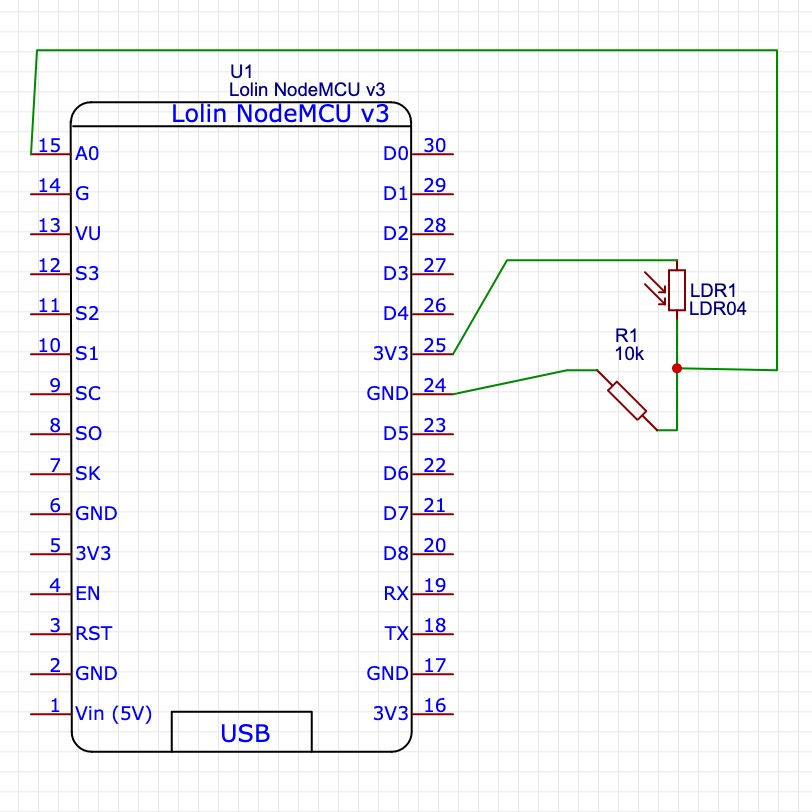 U1
Lolin NodeMCU v3
Lolin NodeMCU v3
15 A0 D0 30
14 G D1 29
13 VU D2 28
12 S3 D3 27
11 S2 D4 26
10 S1 3V3 25
9 SC GND 24
8 SO D5 23
7 SK D6 22
6 GND D7 21
5 3V3 D8 20
4 EN RX 19
3 RST TX 18
2 GND GND 17
1 Vin (5V) 3V3 16
USB
LDR1
LDR04
R1
10k